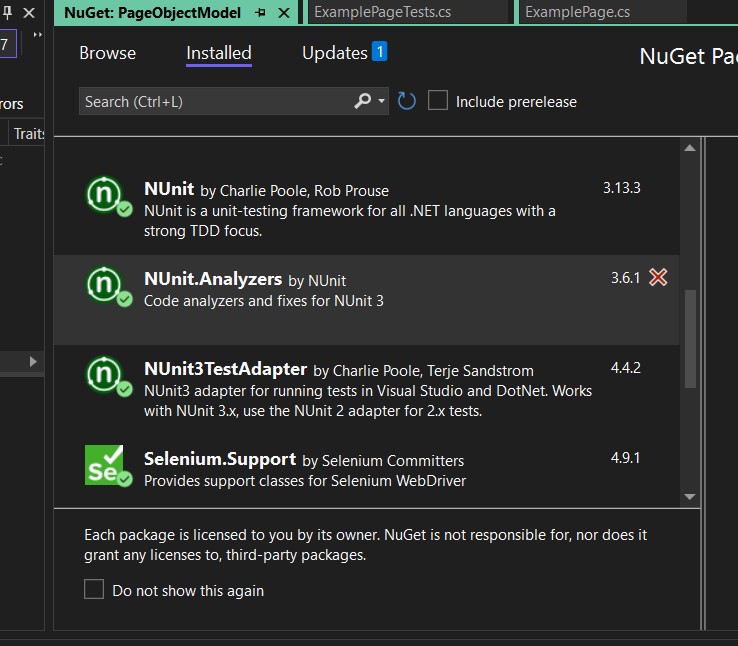 NuGet: PageObjectModel
ExamplePageTests.cs
ExamplePage.cs
7
Browse
Installed
Updates 1
NuGet Pac
rors
Search (Ctrl+L)
Include prerelease
Traits
NUnit by Charlie Poole, Rob Prouse
3.13.3
NUnit is a unit-testing framework for all .NET languages with a
strong TDD focus.
NUnit.Analyzers by NUnit
3.6.1
Code analyzers and fixes for NUnit 3
NUnit3TestAdapter by Charlie Poole, Terje Sandstrom
4.4.2
NUnit3 adapter for running tests in Visual Studio and DotNet. Works
with NUnit 3.x, use the NUnit 2 adapter for 2.x tests.
Se
Selenium.Support by Selenium Committers
4.9.1
Provides support classes for Selenium WebDriver
Each package is licensed to you by its owner. NuGet is not responsible for, nor does it
grant any licenses to, third-party packages.
Do not show this again